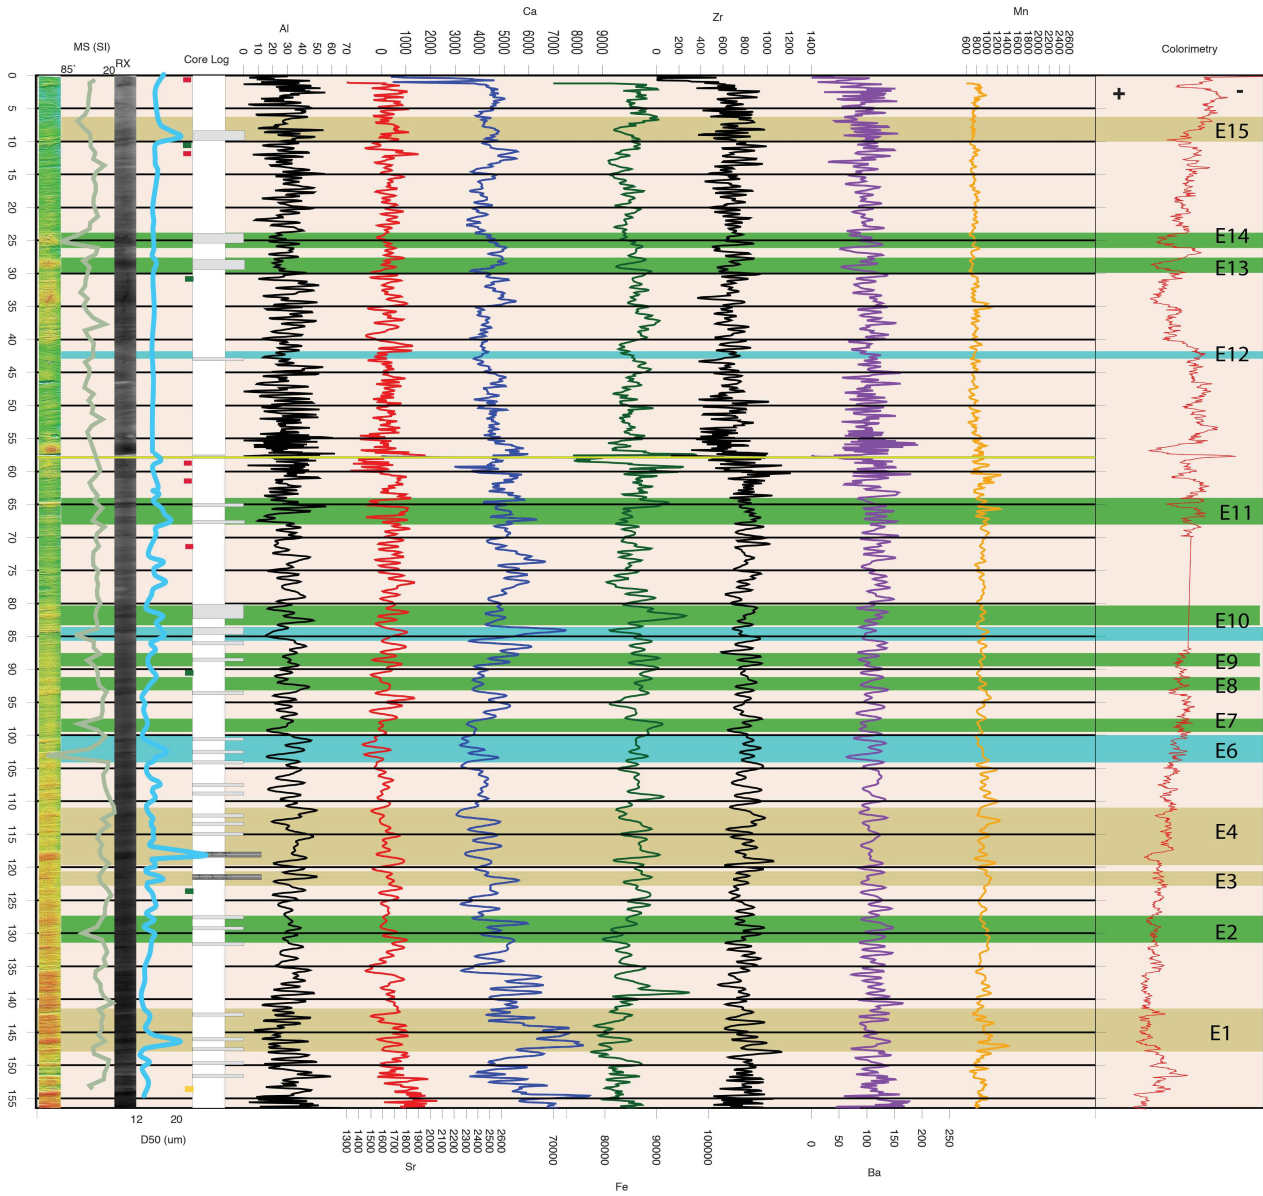 Ca
Zr
Mn
Al
MS (SI)
RX
Core Log
Colorimetry
85`
20
0 10 20 30 40 50 60 70
0 1000 2000 3000 4000 5000 6000 7000 8000 9000
0 200 400 600 800 1000 1200 1400
600 800 1000 1200 1400 1600 1800 2000 2200 2400 2600
+
-
0
5
10
15
20
25
30
35
40
45
50
55
60
65
70
75
80
85
90
95
100
105
110
115
120
125
130
135
140
145
150
155
E15
E14
E13
E12
E11
E10
E9
E8
E7
E6
E4
E3
E2
E1
12
20
D50 (um)
1300 1400 1500 1600 1700 1800 1900 2000 2100 2200 2300 2400 2500 2600
Sr
70000 80000 90000 100000
Fe
0 50 100 150 200 250
Ba